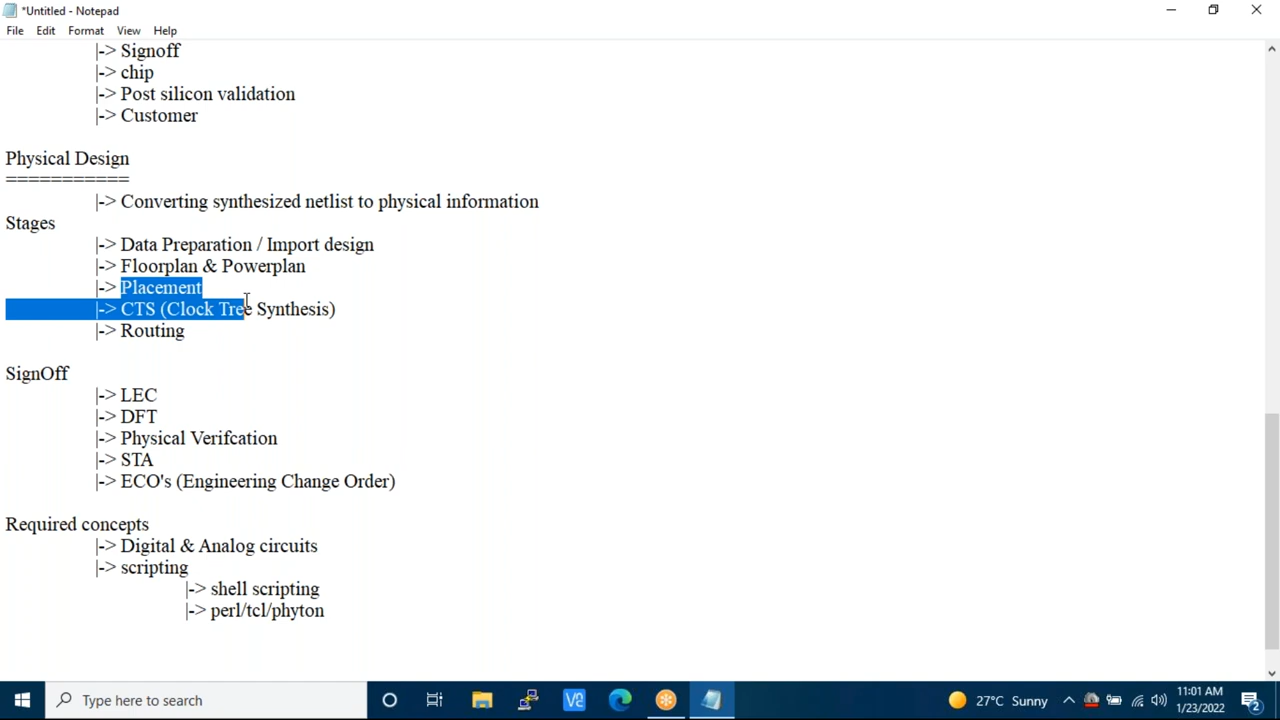 *Untitled - Notepad
File Edit Format View Help
|-> Signoff
|-> chip
|-> Post silicon validation
|-> Customer
Physical Design
===========
|-> Converting synthesized netlist to physical information
Stages
|-> Data Preparation / Import design
|-> Floorplan & Powerplan
|-> Placement
|-> CTS (Clock Tree Synthesis)
|-> Routing
SignOff
|-> LEC
|-> DFT
|-> Physical Verifcation
|-> STA
|-> ECO's (Engineering Change Order)
Required concepts
|-> Digital & Analog circuits
|-> scripting
|-> shell scripting
|-> perl/tcl/phyton
Type here to search
27°C Sunny
11:01 AM
1/23/2022
2